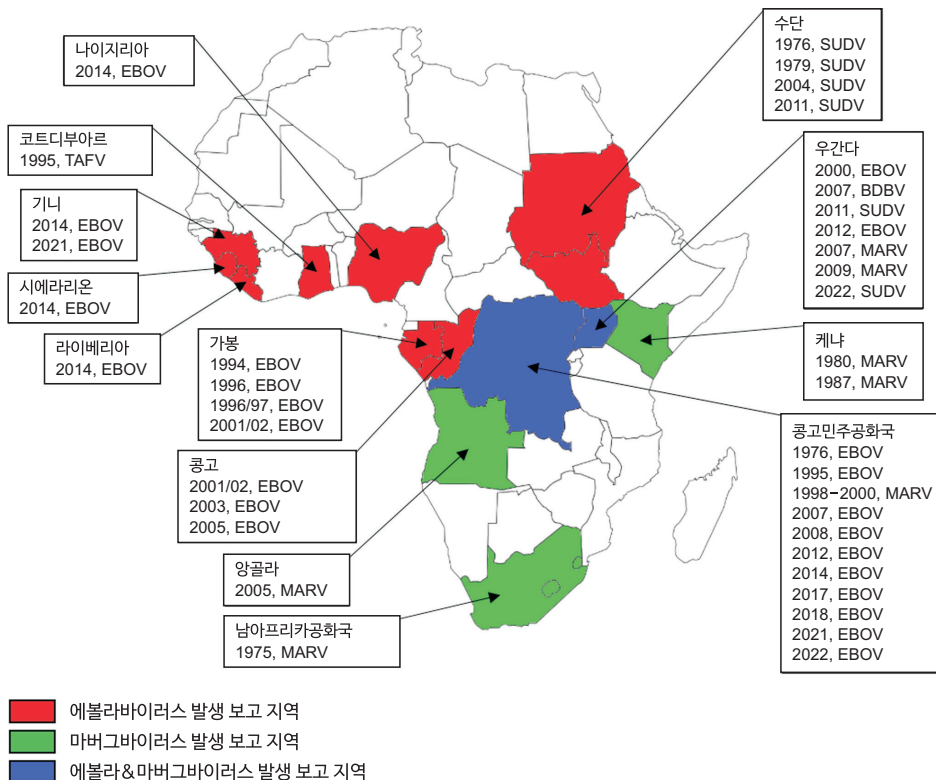 나이지리아
2014, EBOV
코트디부아르
1995, TAFV
기니
2014, EBOV
2021, EBOV
시에라리온
2014, EBOV
라이베리아
2014, EBOV
가봉
1994, EBOV
1996, EBOV
1996/97, EBOV
2001/02, EBOV
콩고
2001/02, EBOV
2003, EBOV
2005, EBOV
앙골라
2005, MARV
남아프리카공화국
1975, MARV
수단
1976, SUDV
1979, SUDV
2004, SUDV
2011, SUDV
우간다
2000, EBOV
2007, BDBV
2011, SUDV
2012, EBOV
2007, MARV
2009, MARV
2022, SUDV
케냐
1980, MARV
1987, MARV
콩고민주공화국
1976, EBOV
1995, EBOV
1998-2000, MARV
2007, EBOV
2008, EBOV
2012, EBOV
2014, EBOV
2017, EBOV
2018, EBOV
2021, EBOV
2022, EBOV
에볼라바이러스 발생 보고 지역
마버그바이러스 발생 보고 지역
에볼라&마버그바이러스 발생 보고 지역